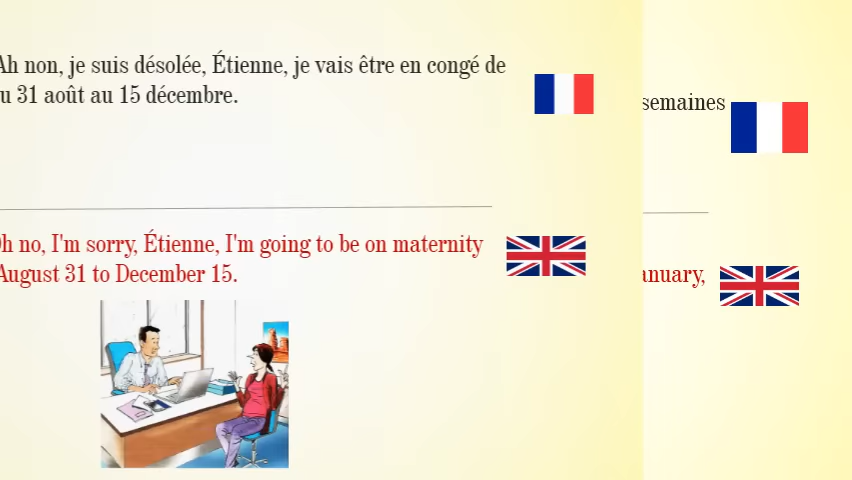 Ah non, je suis désolée, Étienne, je vais être en congé de
u 31 août au 15 décembre.
semaines
h no, I'm sorry, Étienne, I'm going to be on maternity
August 31 to December 15.
anuary,